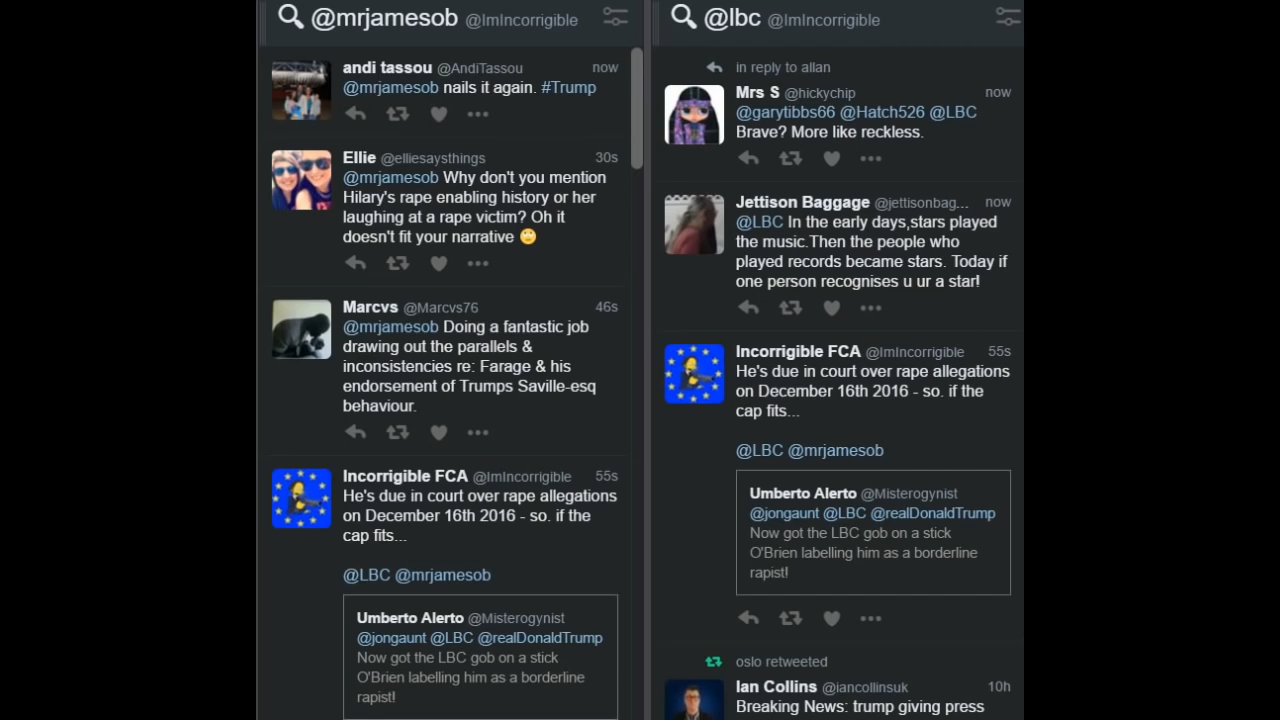 @mrjamesob @ImIncorrigible
andi tassou @AndiTassou now
@mrjamesob nails it again. #Trump
Ellie @elliesaysthings 30s
@mrjamesob Why don't you mention
Hilary's rape enabling history or her
laughing at a rape victim? Oh it
doesn't fit your narrative 🙄
Marcvs @Marcvs76 46s
@mrjamesob Doing a fantastic job
drawing out the parallels &
inconsistencies re: Farage & his
endorsement of Trumps Saville-esq
behaviour.
Incorrigible FCA @ImIncorrigible 55s
He's due in court over rape allegations
on December 16th 2016 - so. if the
cap fits...
@LBC @mrjamesob
Umberto Alerto @Misterogynist
@jongaunt @LBC @realDonaldTrump
Now got the LBC gob on a stick
O'Brien labelling him as a borderline
rapist!
@lbc @ImIncorrigible
in reply to allan
Mrs S @hickychip now
@garytibbs66 @Hatch526 @LBC
Brave? More like reckless.
Jettison Baggage @jettisonbag... now
@LBC In the early days,stars played
the music.Then the people who
played records became stars. Today if
one person recognises u ur a star!
Incorrigible FCA @ImIncorrigible 55s
He's due in court over rape allegations
on December 16th 2016 - so. if the
cap fits...
@LBC @mrjamesob
Umberto Alerto @Misterogynist
@jongaunt @LBC @realDonaldTrump
Now got the LBC gob on a stick
O'Brien labelling him as a borderline
rapist!
oslo retweeted
Ian Collins @iancollinsuk 10h
Breaking News: trump giving press